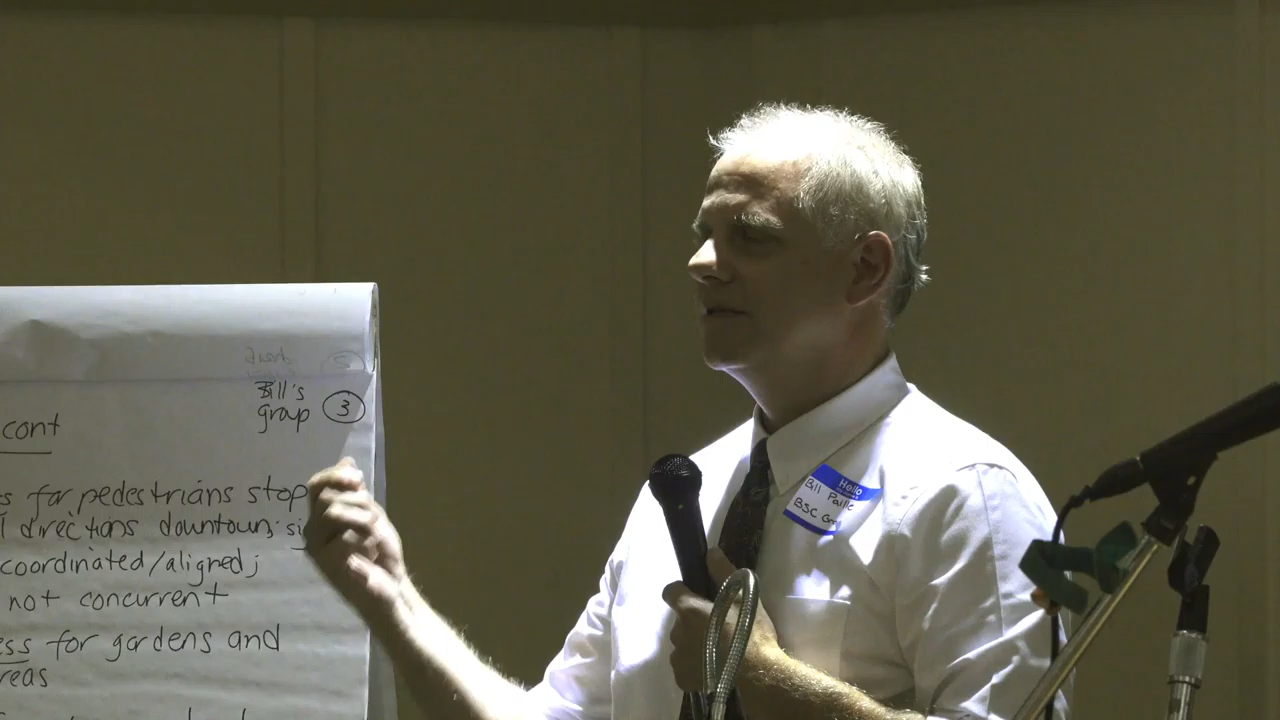 Bill's
group 3
cont
s for pedestrians stop
l directions downtown; si
coordinated/aligned;
not concurrent
ess for gardens and
reas
Hello
Bill Paille
BSC